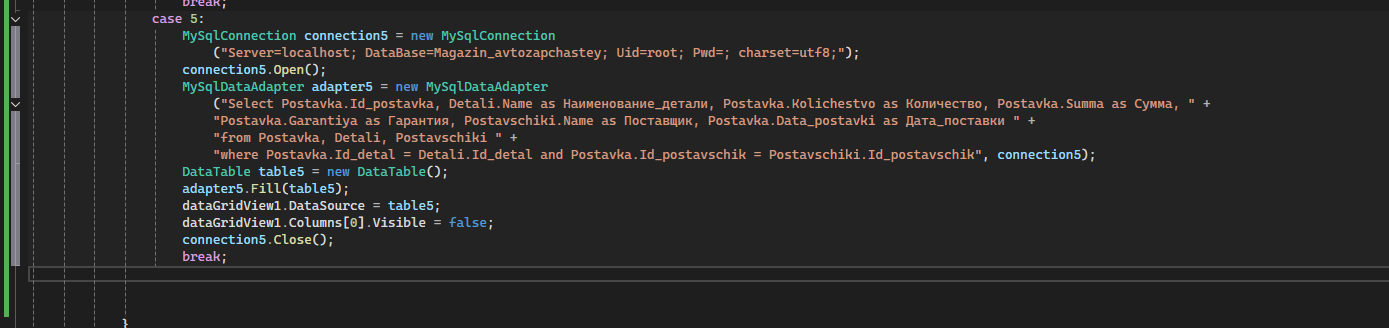 break;
case 5:
MySqlConnection connection5 = new MySqlConnection
("Server=localhost; DataBase=Magazin_avtozapchastey; Uid=root; Pwd=; charset=utf8;");
connection5.Open();
MySqlDataAdapter adapter5 = new MySqlDataAdapter
("Select Postavka.Id_postavka, Detali.Name as Наименование_детали, Postavka.Kolichestvo as Количество, Postavka.Summa as Сумма, " +
"Postavka.Garantiya as Гарантия, Postavschiki.Name as Поставщик, Postavka.Data_postavki as Дата_поставки " +
"from Postavka, Detali, Postavschiki " +
"where Postavka.Id_detal = Detali.Id_detal and Postavka.Id_postavschik = Postavschiki.Id_postavschik", connection5);
DataTable table5 = new DataTable();
adapter5.Fill(table5);
dataGridView1.DataSource = table5;
dataGridView1.Columns[0].Visible = false;
connection5.Close();
break;
}